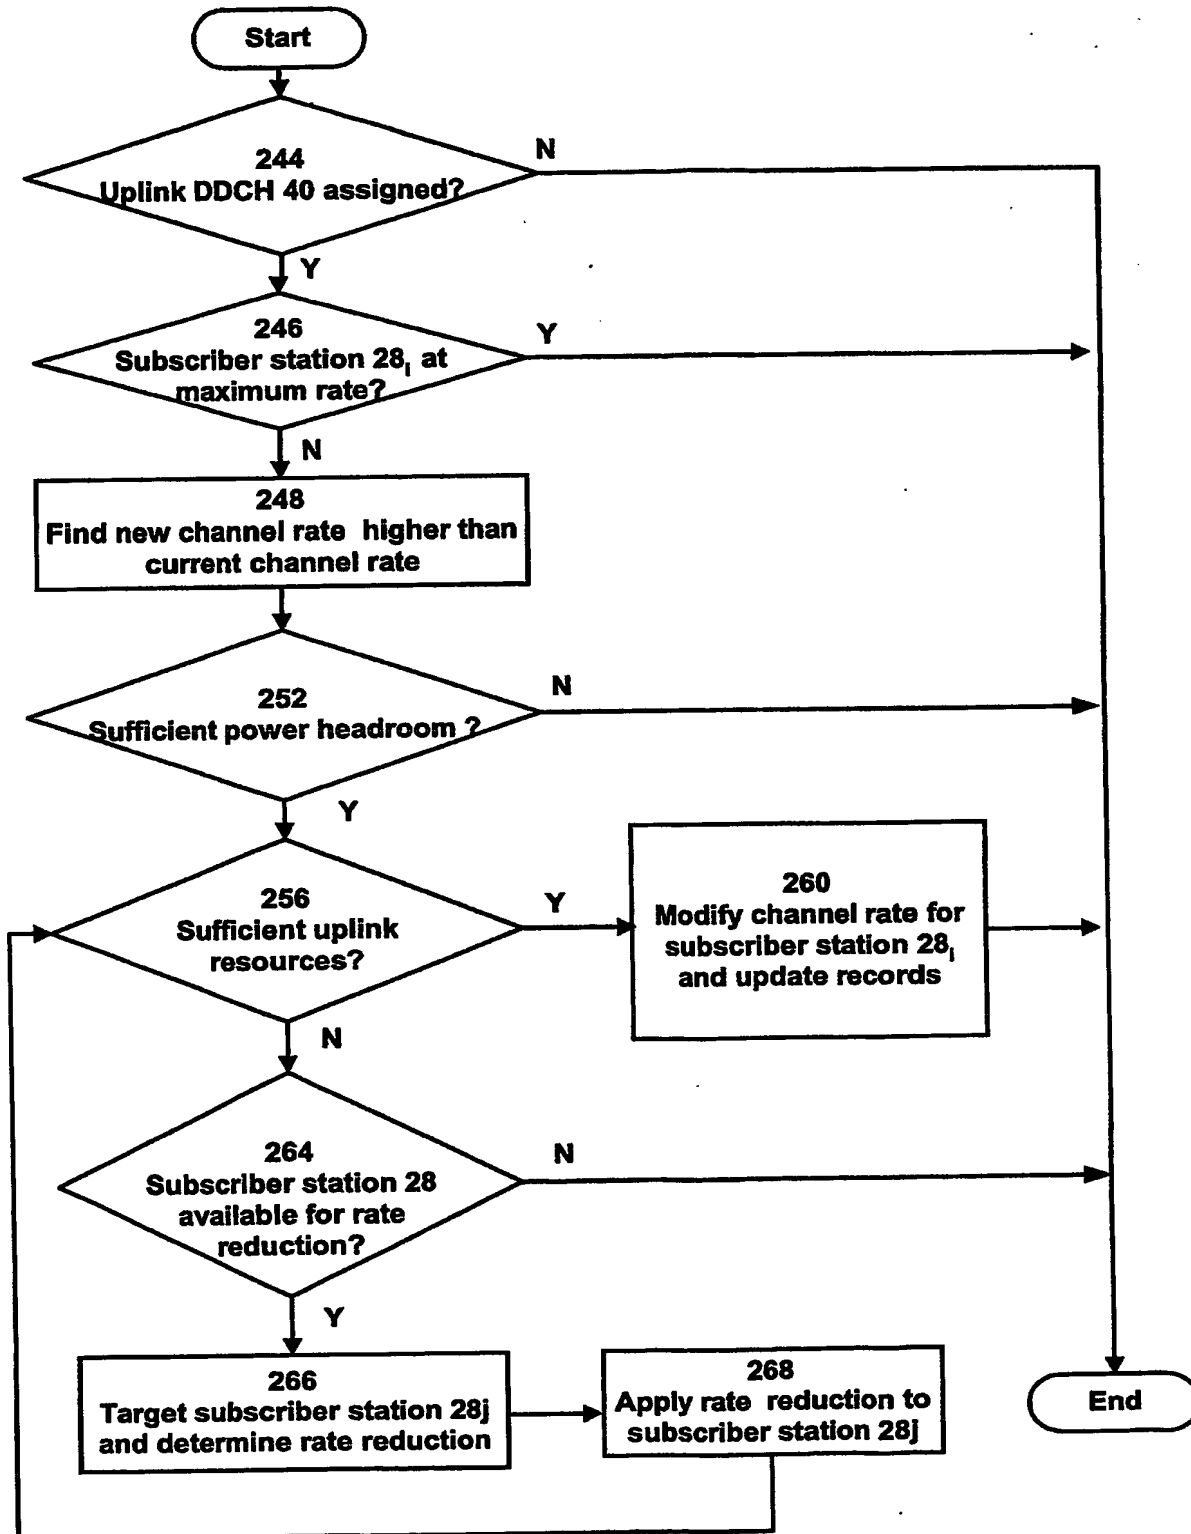 Start
244
Uplink DDCH 40 assigned?
N
Y
246
Subscriber station 28i at
maximum rate?
Y
N
248
Find new channel rate higher than
current channel rate
252
Sufficient power headroom ?
N
Y
256
Sufficient uplink
resources?
Y
N
260
Modify channel rate for
subscriber station 28i
and update records
264
Subscriber station 28
available for rate
reduction?
N
Y
266
Target subscriber station 28j
and determine rate reduction
268
Apply rate reduction to
subscriber station 28j
End